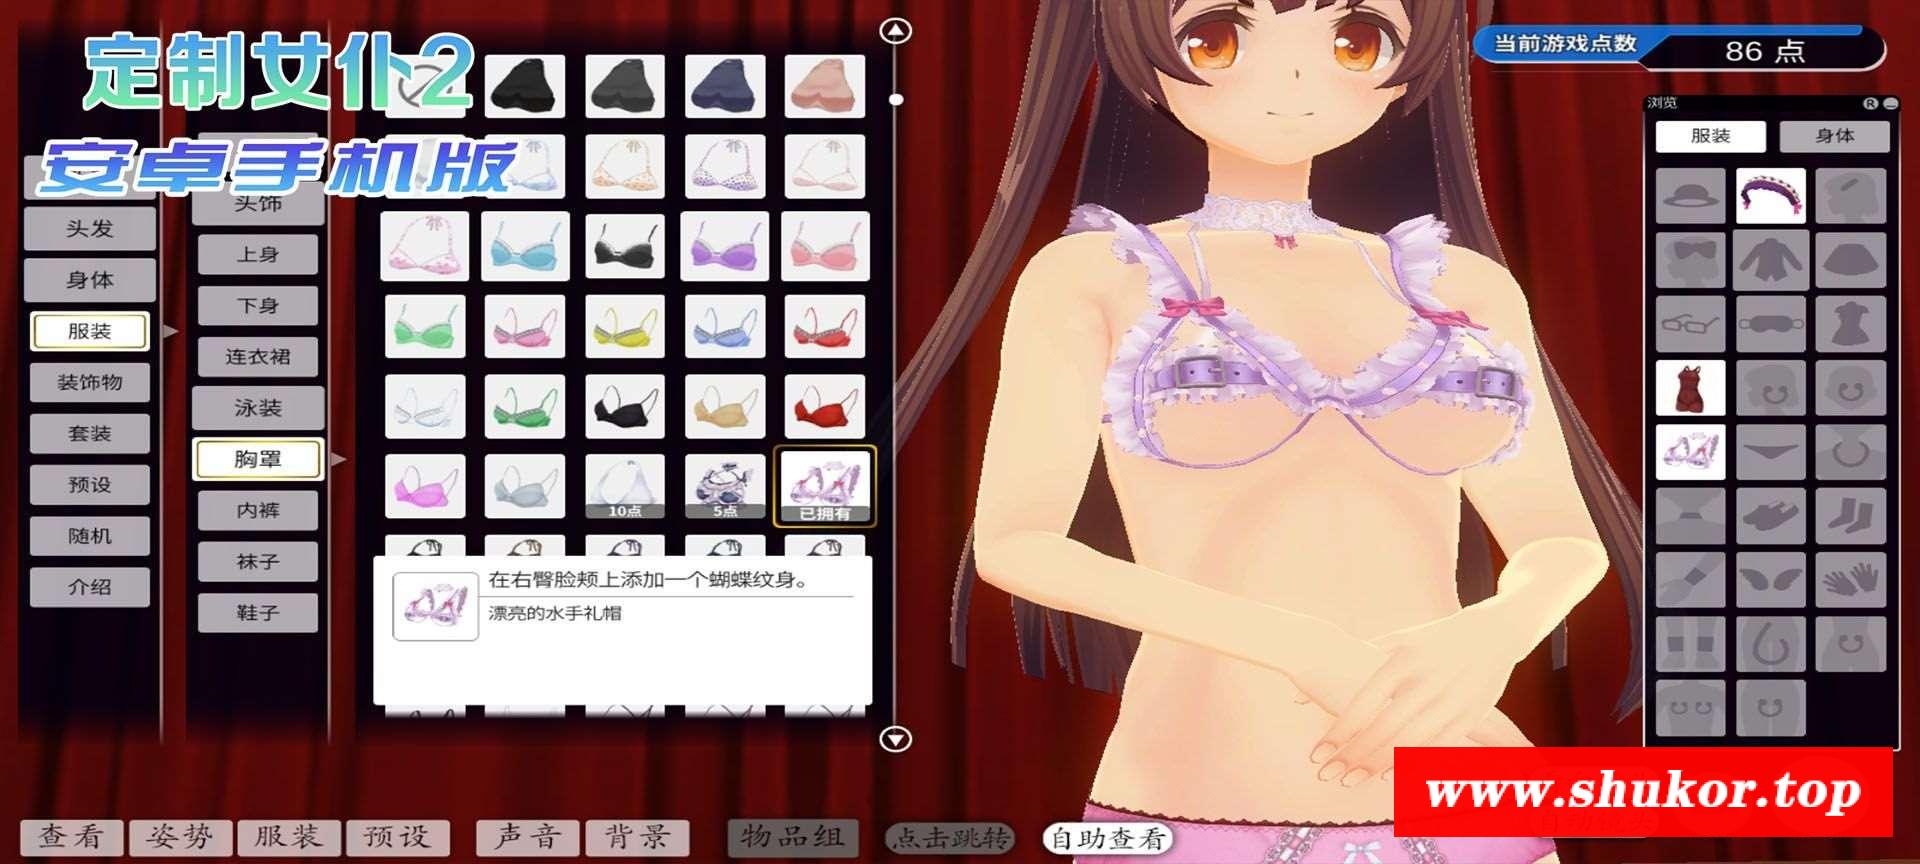 定制女仆2
安卓手机版
当前游戏点数
86 点
浏览
R
服装
身体
头发
身体
服装
装饰物
套装
预设
随机
介绍
头饰
上身
下身
连衣裙
泳装
胸罩
内裤
袜子
鞋子
10点
5点
已拥有
在右臀脸颊上添加一个蝴蝶纹身。
漂亮的水手礼帽
www.shukor.top
查看
姿势
服装
预设
声音
背景
物品组
点击跳转
自助查看